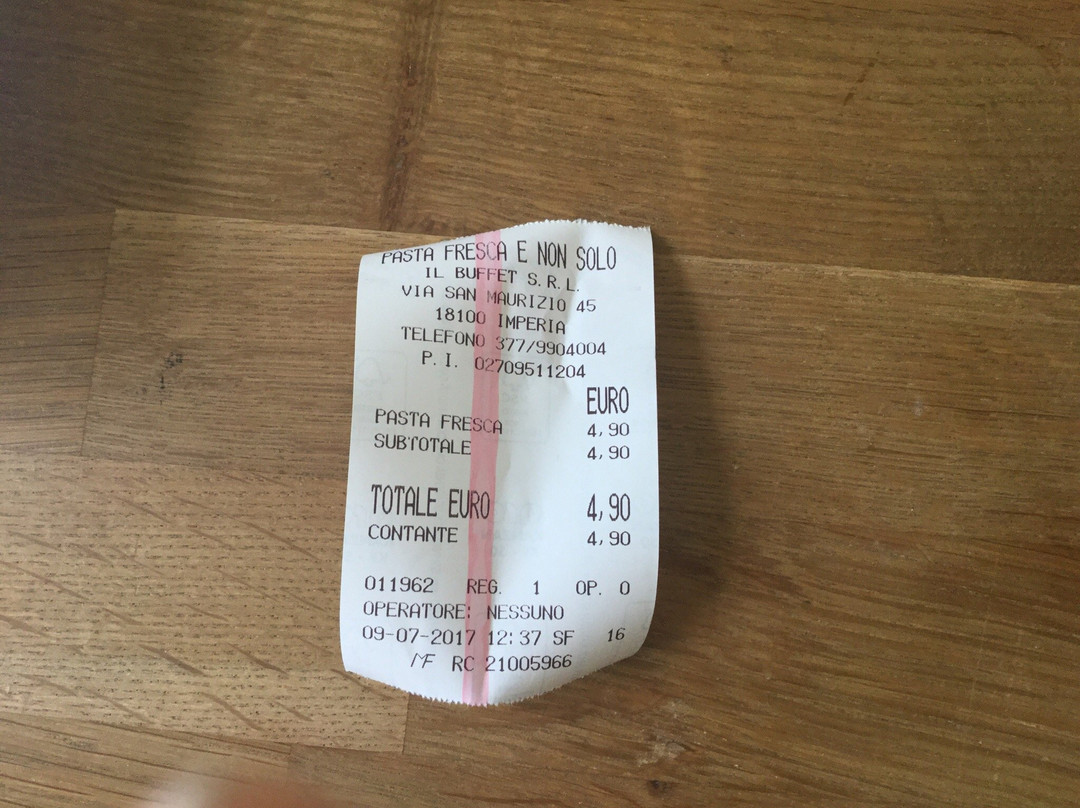 PASTA FRESCA E NON SOLO
IL BUFFET S.R.L.
VIA SAN MAURIZIO 45
18100 IMPERIA
TELEFONO 377/9904004
P.I. 02709511204
EURO
PASTA FRESCA 4,90
SUBTOTALE 4,90
TOTALE EURO 4,90
CONTANTE 4,90
011962 REG. 1 OP. 0
OPERATORE: NESSUNO
09-07-2017 12:37 SF 16
MF RC 21005966